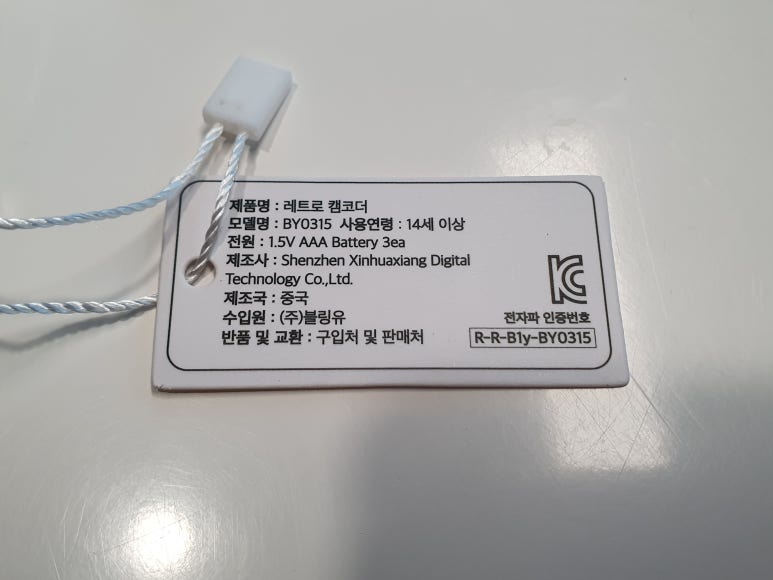 제품명 : 레트로 캠코더
모델명 : BY0315 사용연령 : 14세 이상
전원 : 1.5V AAA Battery 3ea
제조사 : Shenzhen Xinhuaxiang Digital
Technology Co.,Ltd.
제조국 : 중국
수입원 : (주)블링유
반품 및 교환 : 구입처 및 판매처
KC
전자파 인증번호
R-R-B1y-BY0315